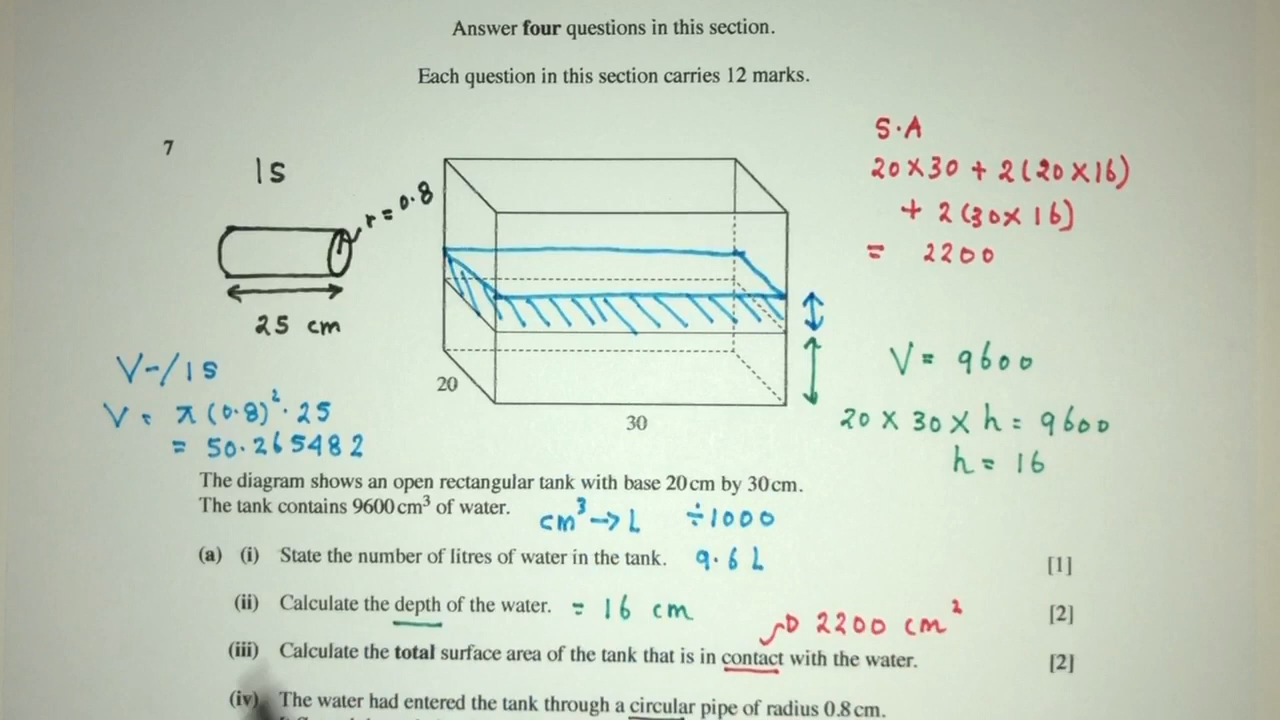 Answer four questions in this section.
Each question in this section carries 12 marks.
7
1s
r = 0.8
25 cm
V-/1s
V = π(0.8)²·25
= 50.265482
20
30
S.A
20×30 + 2(20×16)
+ 2(30×16)
= 2200
V = 9600
20 × 30 × h = 9600
h = 16
The diagram shows an open rectangular tank with base 20 cm by 30 cm.
The tank contains 9600 cm³ of water.
cm³ → L ÷1000
(a) (i) State the number of litres of water in the tank. 9.6 L [1]
(ii) Calculate the depth of the water. = 16 cm [2]
2200 cm²
(iii) Calculate the total surface area of the tank that is in contact with the water. [2]
(iv) The water had entered the tank through a circular pipe of radius 0.8 cm.